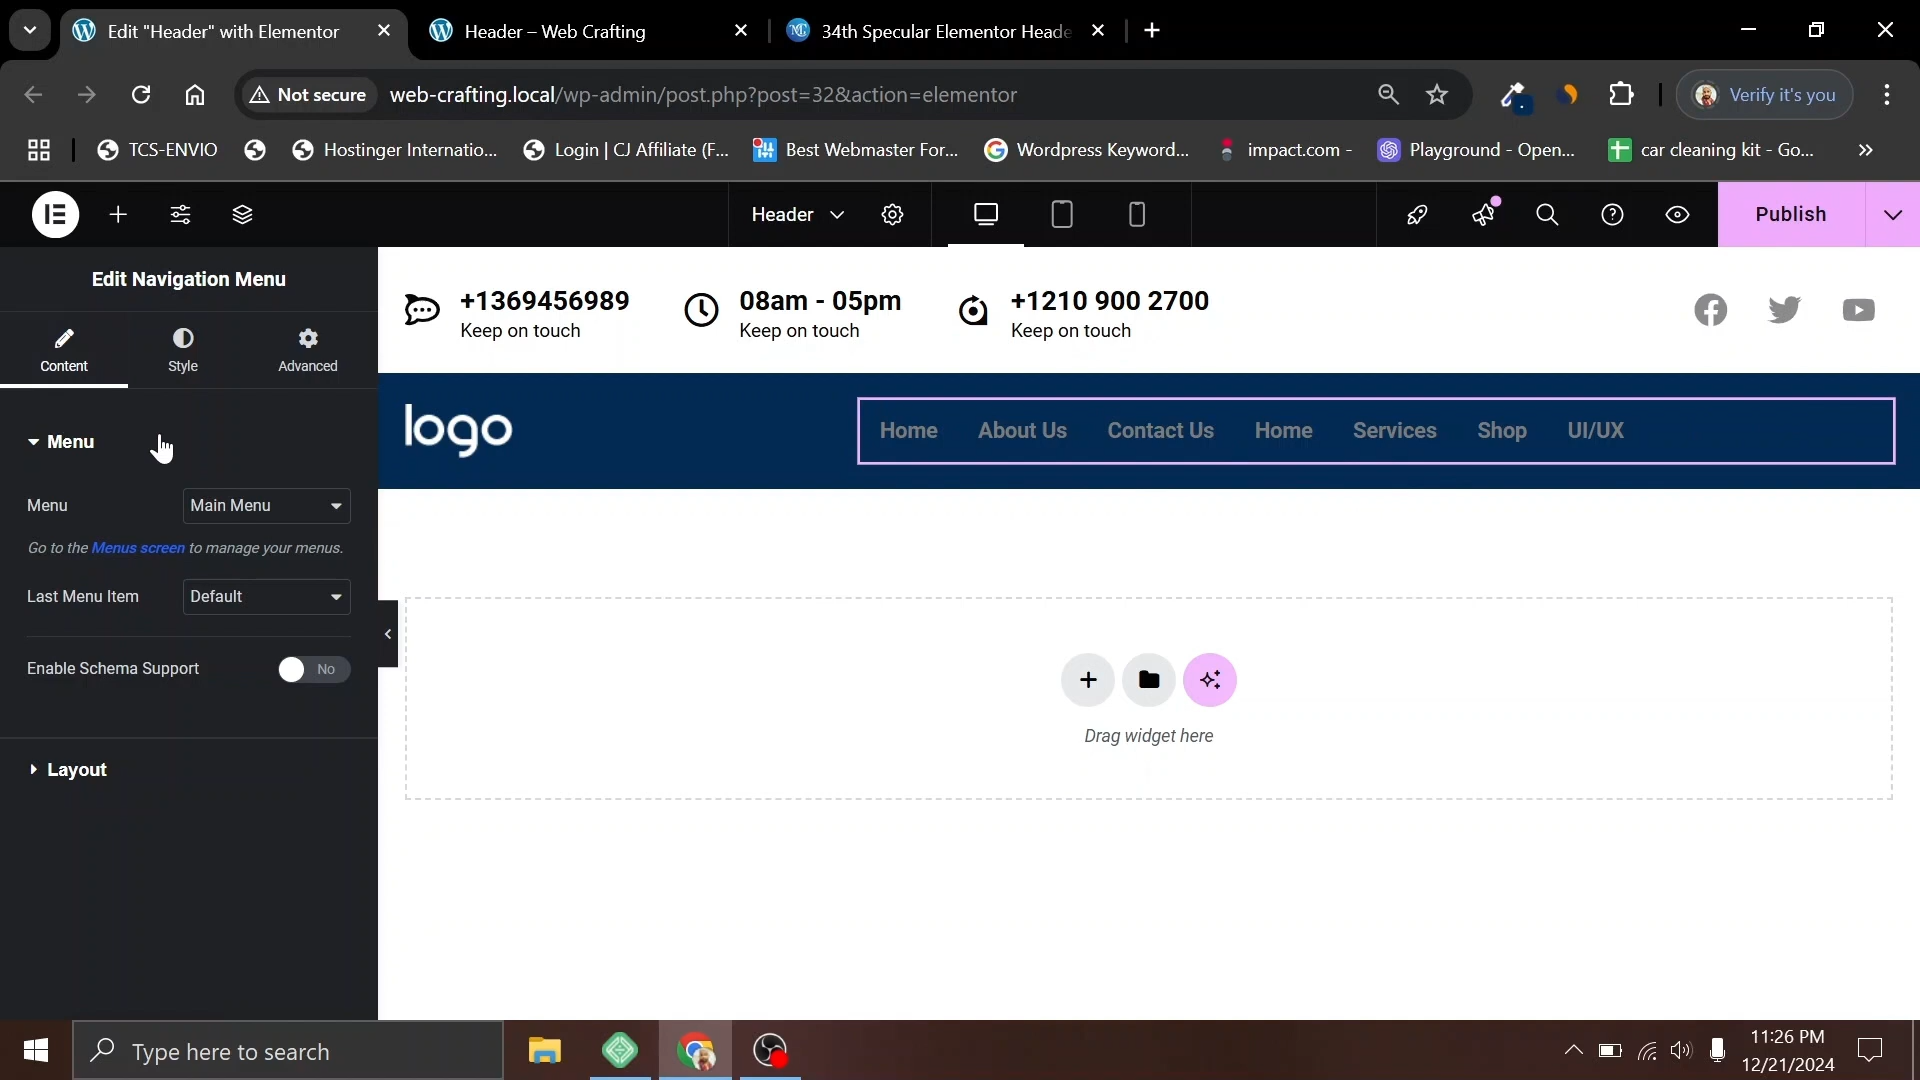 Edit "Header" with Elementor
Header – Web Crafting
34th Specular Elementor Heade
Not secure
web-crafting.local/wp-admin/post.php?post=32&action=elementor
Verify it's you
TCS-ENVIO
Hostinger Internatio...
Login | CJ Affiliate (F...
Best Webmaster For...
Wordpress Keyword...
impact.com -
Playground - Open...
car cleaning kit - Go...
Header
Publish
Edit Navigation Menu
Content
Style
Advanced
Menu
Menu
Main Menu
Go to the Menus screen to manage your menus.
Last Menu Item
Default
Enable Schema Support
No
Layout
+1369456989
Keep on touch
08am - 05pm
Keep on touch
+1210 900 2700
Keep on touch
logo
Home
About Us
Contact Us
Home
Services
Shop
UI/UX
Drag widget here
Type here to search
11:26 PM
12/21/2024